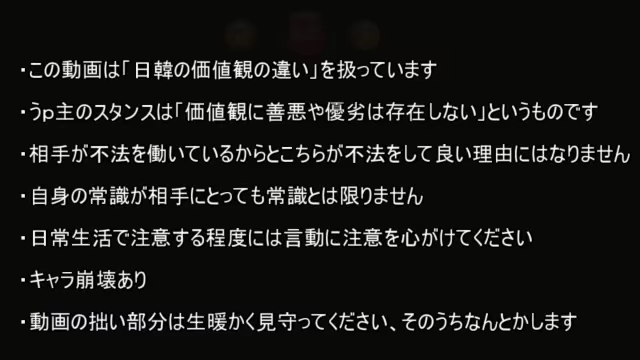 ・この動画は「日韓の価値観の違い」を扱っています
・うp主のスタンスは「価値観に善悪や優劣は存在しない」というものです
・相手が不法を働いているからとこちらが不法をして良い理由にはなりません
・自身の常識が相手にとっても常識とは限りません
・日常生活で注意する程度には言動に注意を心がけてください
・キャラ崩壊あり
・動画の拙い部分は生暖かく見守ってください、そのうちなんとかします